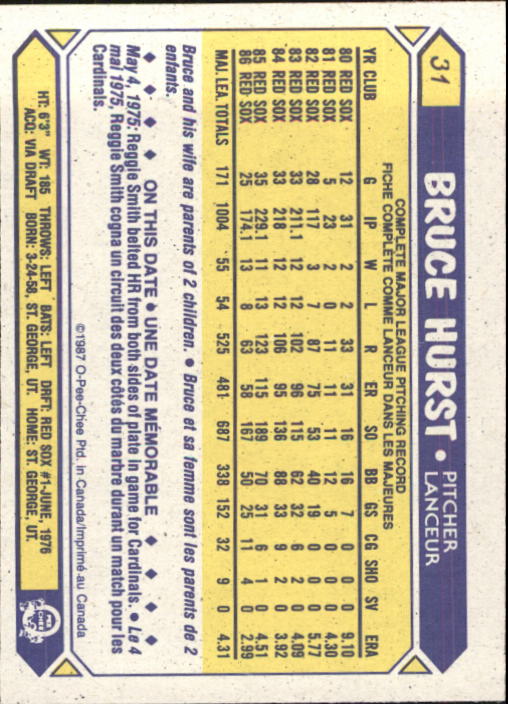 31
BRUCE HURST • PITCHER
LANCEUR
COMPLETE MAJOR LEAGUE PITCHING RECORD
FICHE COMPLETE COMME LANCEUR DANS LES MAJEURES
YR CLUB G IP W L R ER SO BB GS CG SHO SV ERA
80 RED SOX 12 31 2 2 33 31 16 16 7 0 0 0 9.10
81 RED SOX 5 23 2 0 11 11 11 12 5 0 0 0 4.30
82 RED SOX 28 117 3 7 87 75 53 40 19 0 0 0 5.77
83 RED SOX 33 211.1 12 12 102 96 115 62 32 6 2 0 4.09
84 RED SOX 33 218 12 12 106 95 136 88 33 9 2 0 3.92
85 RED SOX 35 229.1 11 13 123 115 189 70 31 6 1 0 4.51
86 RED SOX 25 174.1 13 8 63 58 167 50 25 11 4 0 2.99
MAJ. LEA. TOTALS 171 1004 55 54 525 481 687 338 152 32 9 0 4.31
Bruce and his wife are parents of 2 children. • Bruce et sa femme sont les parents de 2
enfants.
♦ ♦ ♦ ♦ ON THIS DATE • UNE DATE MÉMORABLE ♦ ♦ ♦ ♦
May 4, 1975: Reggie Smith belted HR from both sides of plate in game for Cardinals. • Le 4
mai 1975, Reggie Smith cogna un circuit des deux côtés du marbre durant un match pour les
Cardinals.
©1987 O-Pee-Chee Ptd. in Canada/Imprimé au Canada
HT: 6'3" WT: 185 THROWS: LEFT BATS: LEFT DRFT: RED SOX #1-JUNE, 1976
ACQ: VIA DRAFT BORN: 3-24-58, ST. GEORGE, UT. HOME: ST. GEORGE, UT.
O PEE CHEE